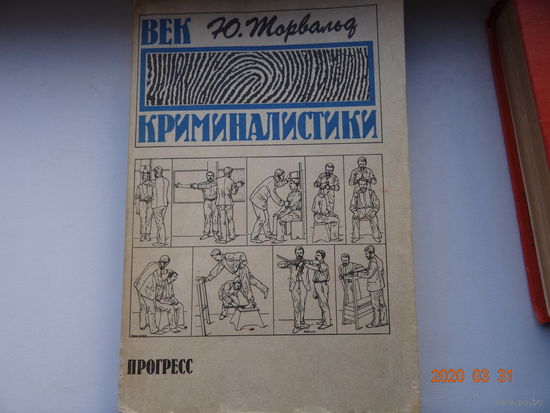 ВЕК
Ю. Торвальд
КРИМИНАЛИСТИКИ
ПРОГРЕСС
2020 03 31